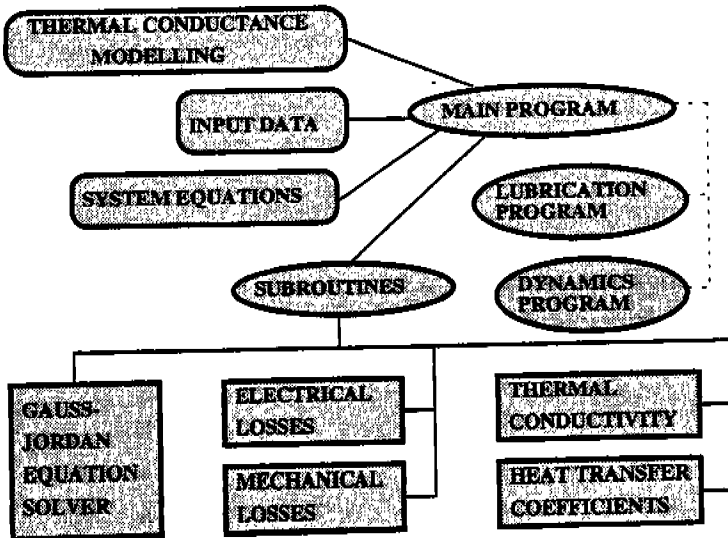 THERMAL CONDUCTANCE
MODELLING
MAIN PROGRAM
INPUT DATA
SYSTEM EQUATIONS
LUBRICATION
PROGRAM
SUBROUTINES
DYNAMICS
PROGRAM
GAUSS-
JORDAN
EQUATION
SOLVER
ELECTRICAL
LOSSES
MECHANICAL
LOSSES
THERMAL
CONDUCTIVITY
HEAT TRANSFER
COEFFICIENTS